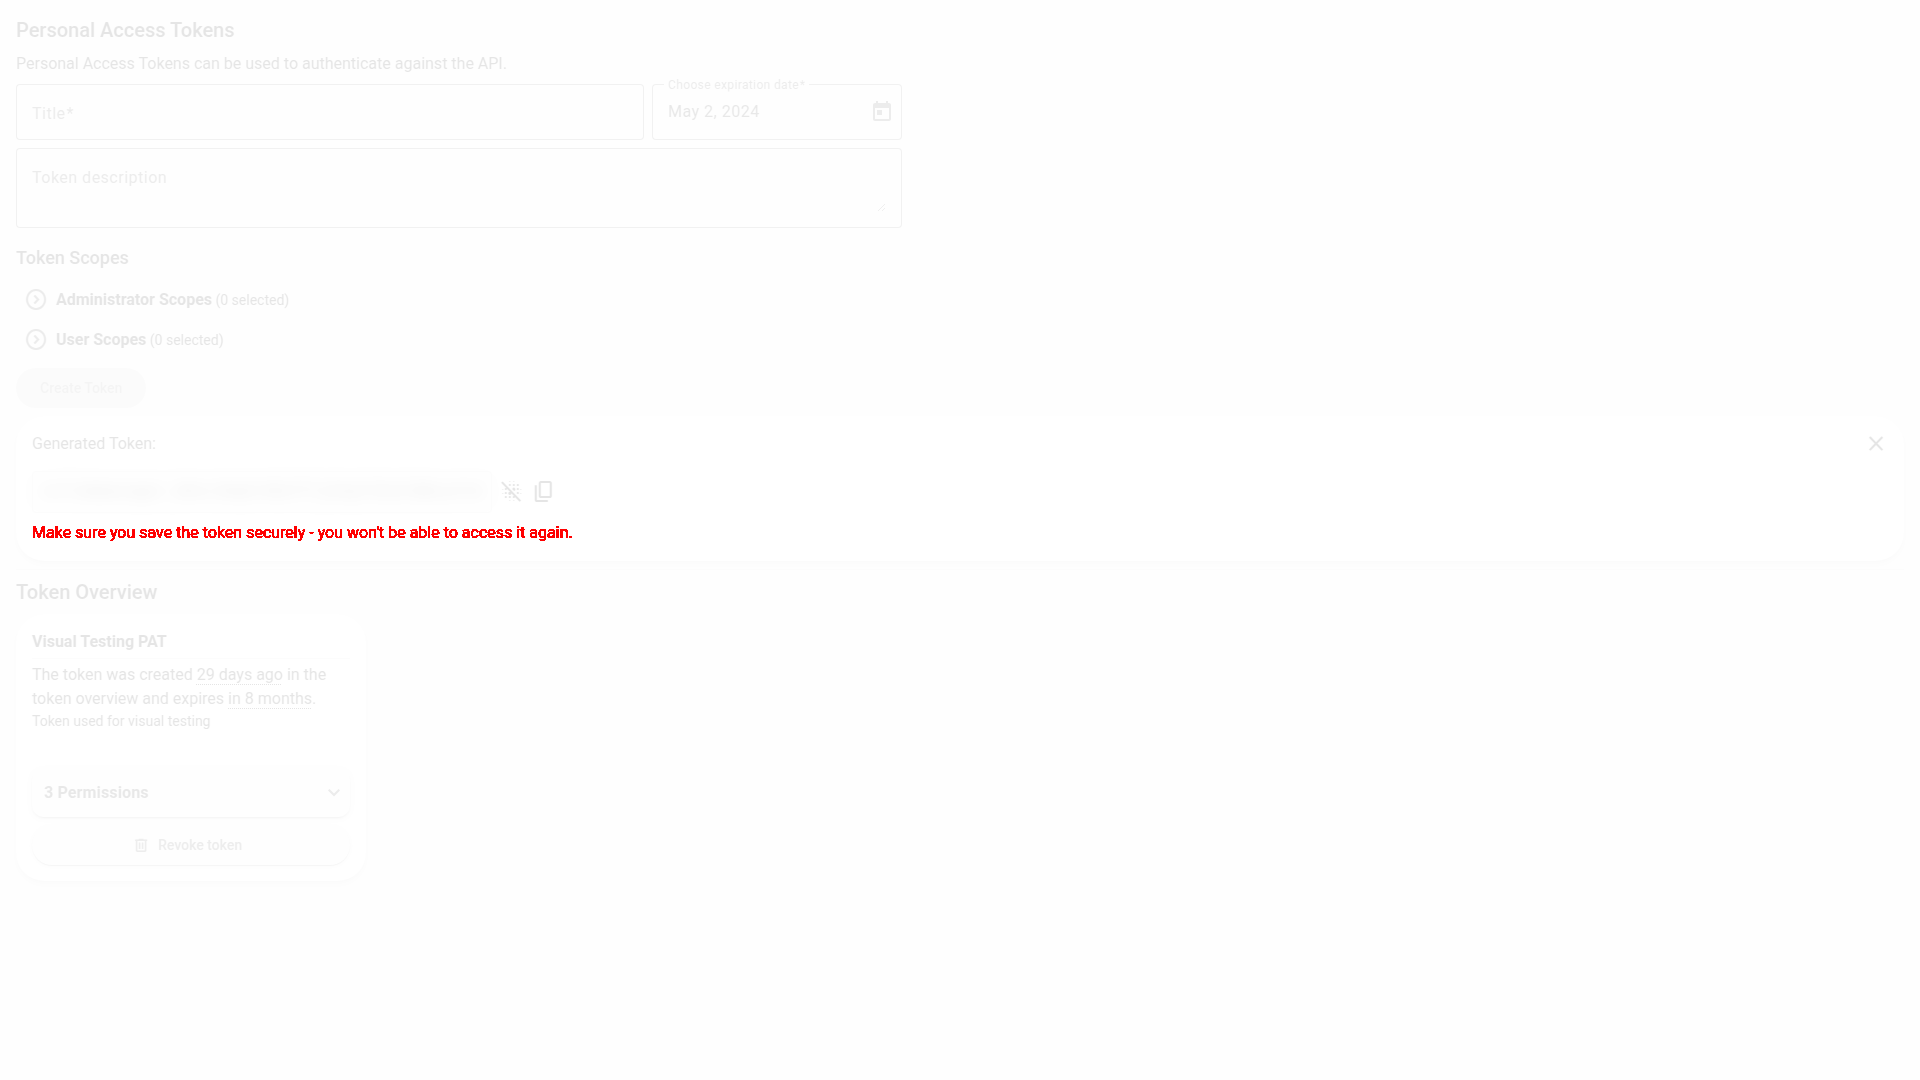 Personal Access Tokens
Personal Access Tokens can be used to authenticate against the API.
Choose expiration date*
Title*
May 2, 2024
Token description
Token Scopes
Administrator Scopes (0 selected)
User Scopes (0 selected)
Create Token
Generated Token:
Make sure you save the token securely - you won't be able to access it again.
Token Overview
Visual Testing PAT
The token was created 29 days ago in the
token overview and expires in 8 months.
Token used for visual testing
3 Permissions
Revoke token